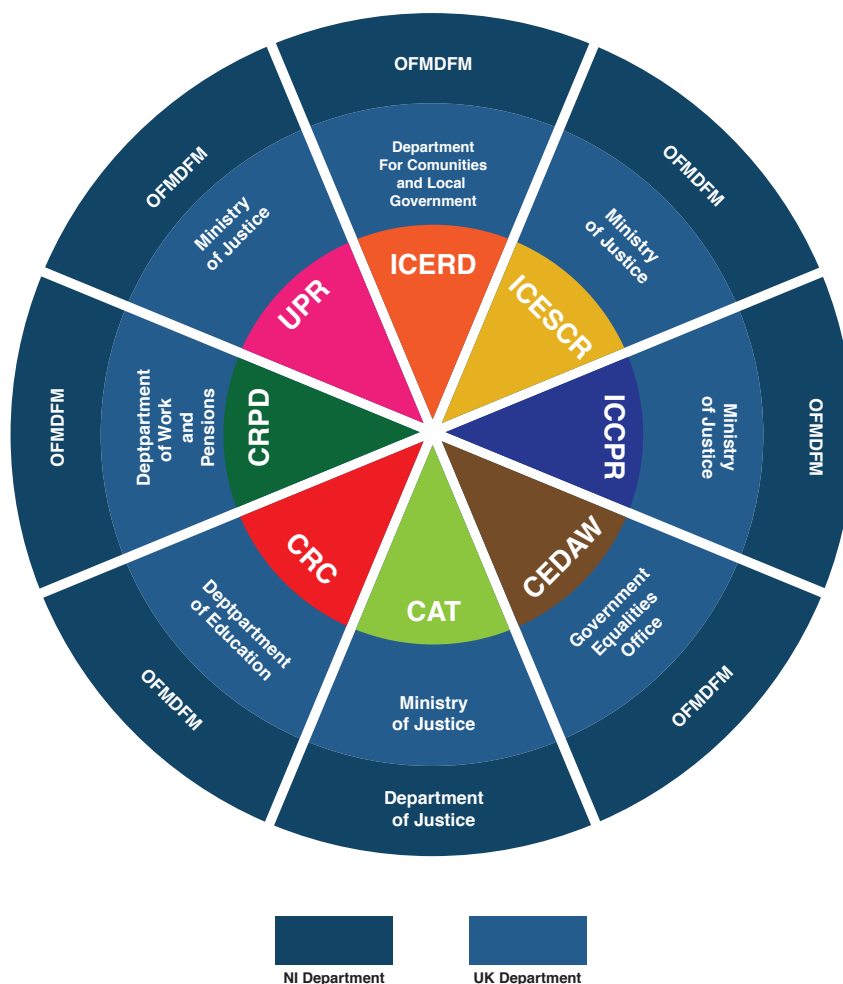 OFMDFM
Department
For Comunities
and Local
Government
ICERD
OFMDFM
Ministry
of Justice
ICESCR
OFMDFM
Ministry
of Justice
ICCPR
OFMDFM
Government
Equalities
Office
CEDAW
Department
of Justice
Ministry
of Justice
CAT
OFMDFM
Deptpartment
of Education
CRC
OFMDFM
Deptpartment
of Work
and
Pensions
CRPD
OFMDFM
Ministry
of Justice
UPR
NI Department
UK Department